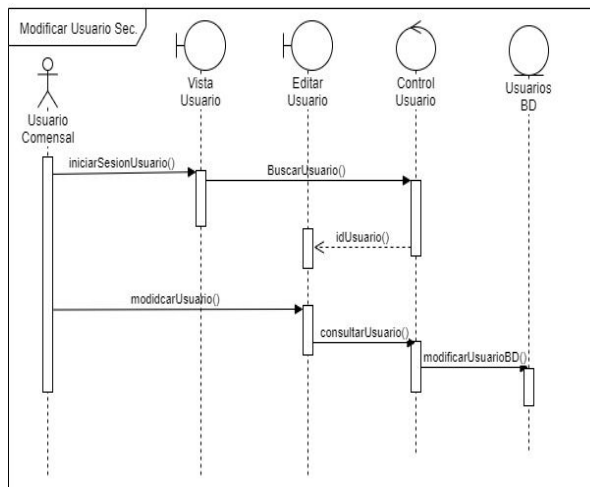 Modificar Usuario Sec.
Usuario
Comensal
Vista
Usuario
Editar
Usuario
Control
Usuario
Usuarios
BD
iniciarSesionUsuario()
BuscarUsuario()
idUsuario()
modidcarUsuario()
consultarUsuario()
modificarUsuarioBD()